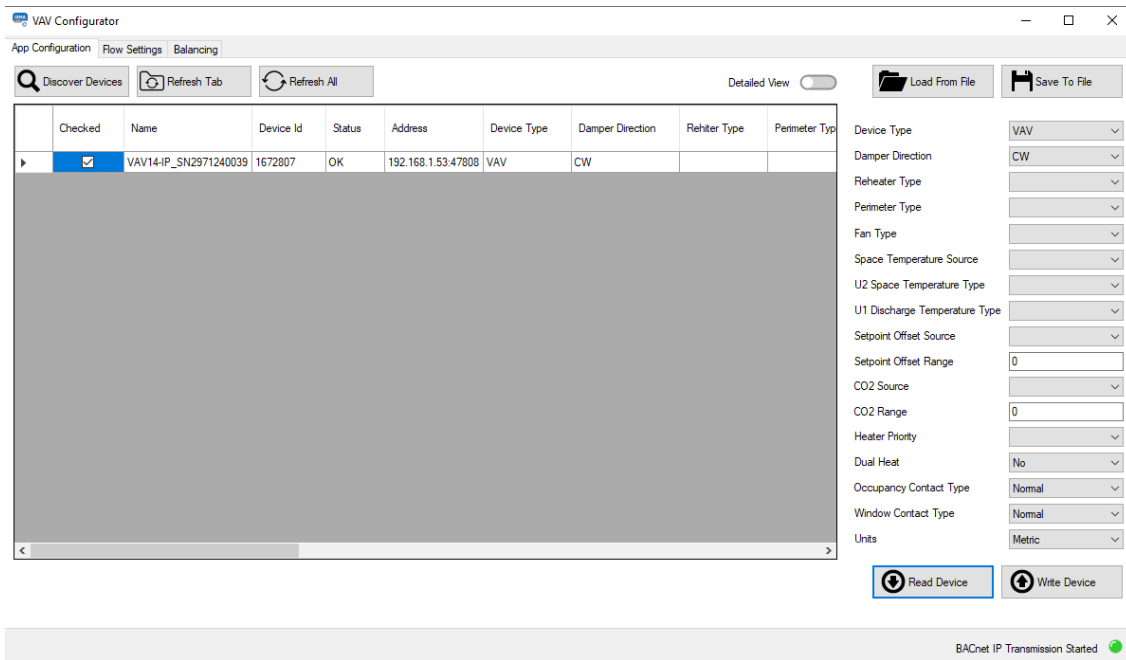 VAV Configurator
App Configuration Flow Settings Balancing
Discover Devices Refresh Tab Refresh All Detailed View Load From File Save To File
Checked Name Device Id Status Address Device Type Damper Direction Rehiter Type Perimeter Typ
VAV14-IP_SN2971240039 1672807 OK 192.168.1.53:47808 VAV CW
Device Type VAV
Damper Direction CW
Reheater Type
Perimeter Type
Fan Type
Space Temperature Source
U2 Space Temperature Type
U1 Discharge Temperature Type
Setpoint Offset Source
Setpoint Offset Range 0
CO2 Source
CO2 Range 0
Heater Priority
Dual Heat No
Occupancy Contact Type Normal
Window Contact Type Normal
Units Metric
Read Device Write Device
BACnet IP Transmission Started